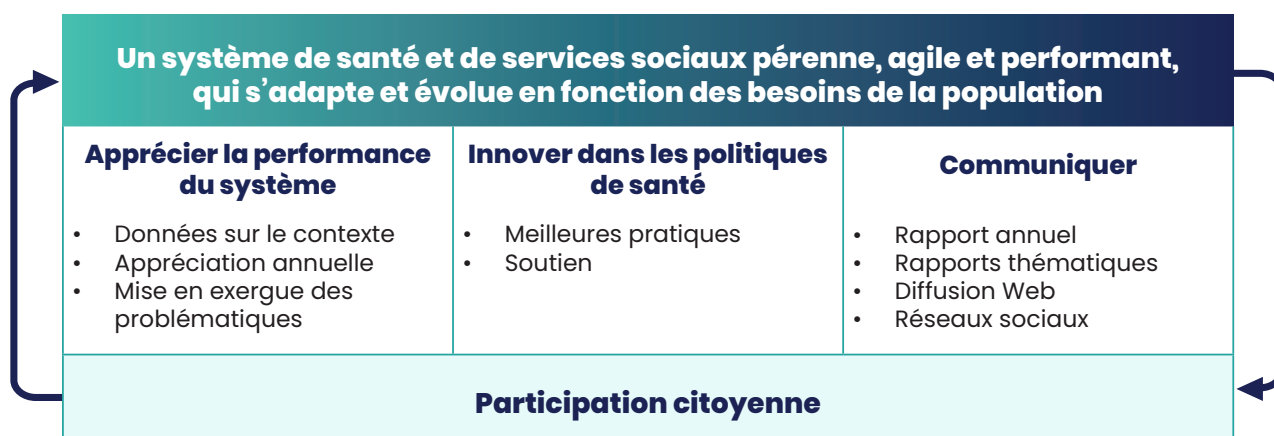 Un système de santé et de services sociaux pérenne, agile et performant,
qui s’adapte et évolue en fonction des besoins de la population
Apprécier la performance
du système
• Données sur le contexte
• Appréciation annuelle
• Mise en exergue des
problématiques
Innover dans les politiques
de santé
• Meilleures pratiques
• Soutien
Communiquer
• Rapport annuel
• Rapports thématiques
• Diffusion Web
• Réseaux sociaux
Participation citoyenne